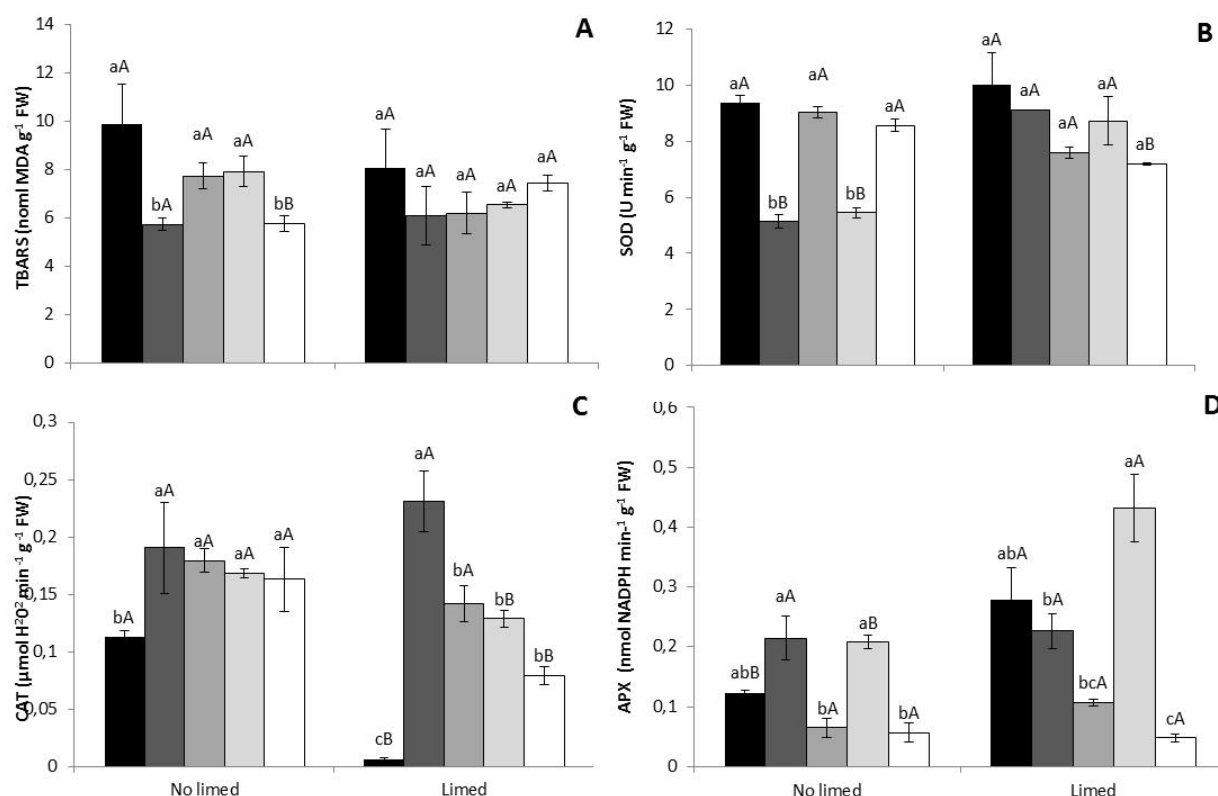 A
TBARS (noml MDA g⁻¹ FW)
14
12
10
8
6
4
2
0
aA
bA
aA
aA
bB
aA
aA
aA
aA
aA
B
SOD (U min⁻¹ g⁻¹ FW)
12
10
8
6
4
2
0
aA
bB
aA
bB
aA
aA
aA
aA
aA
aB
C
CAT (µmol H²O² min⁻¹ g⁻¹ FW)
0,3
0,25
0,2
0,15
0,1
0,05
0
bA
aA
aA
aA
aA
cB
aA
bA
bB
bB
No limed
Limed
D
APX (nmol NADPH min-¹ g⁻¹ FW)
0,6
0,5
0,4
0,3
0,2
0,1
0
abB
aA
bA
aB
bA
abA
bA
bcA
aA
cA
No limed
Limed